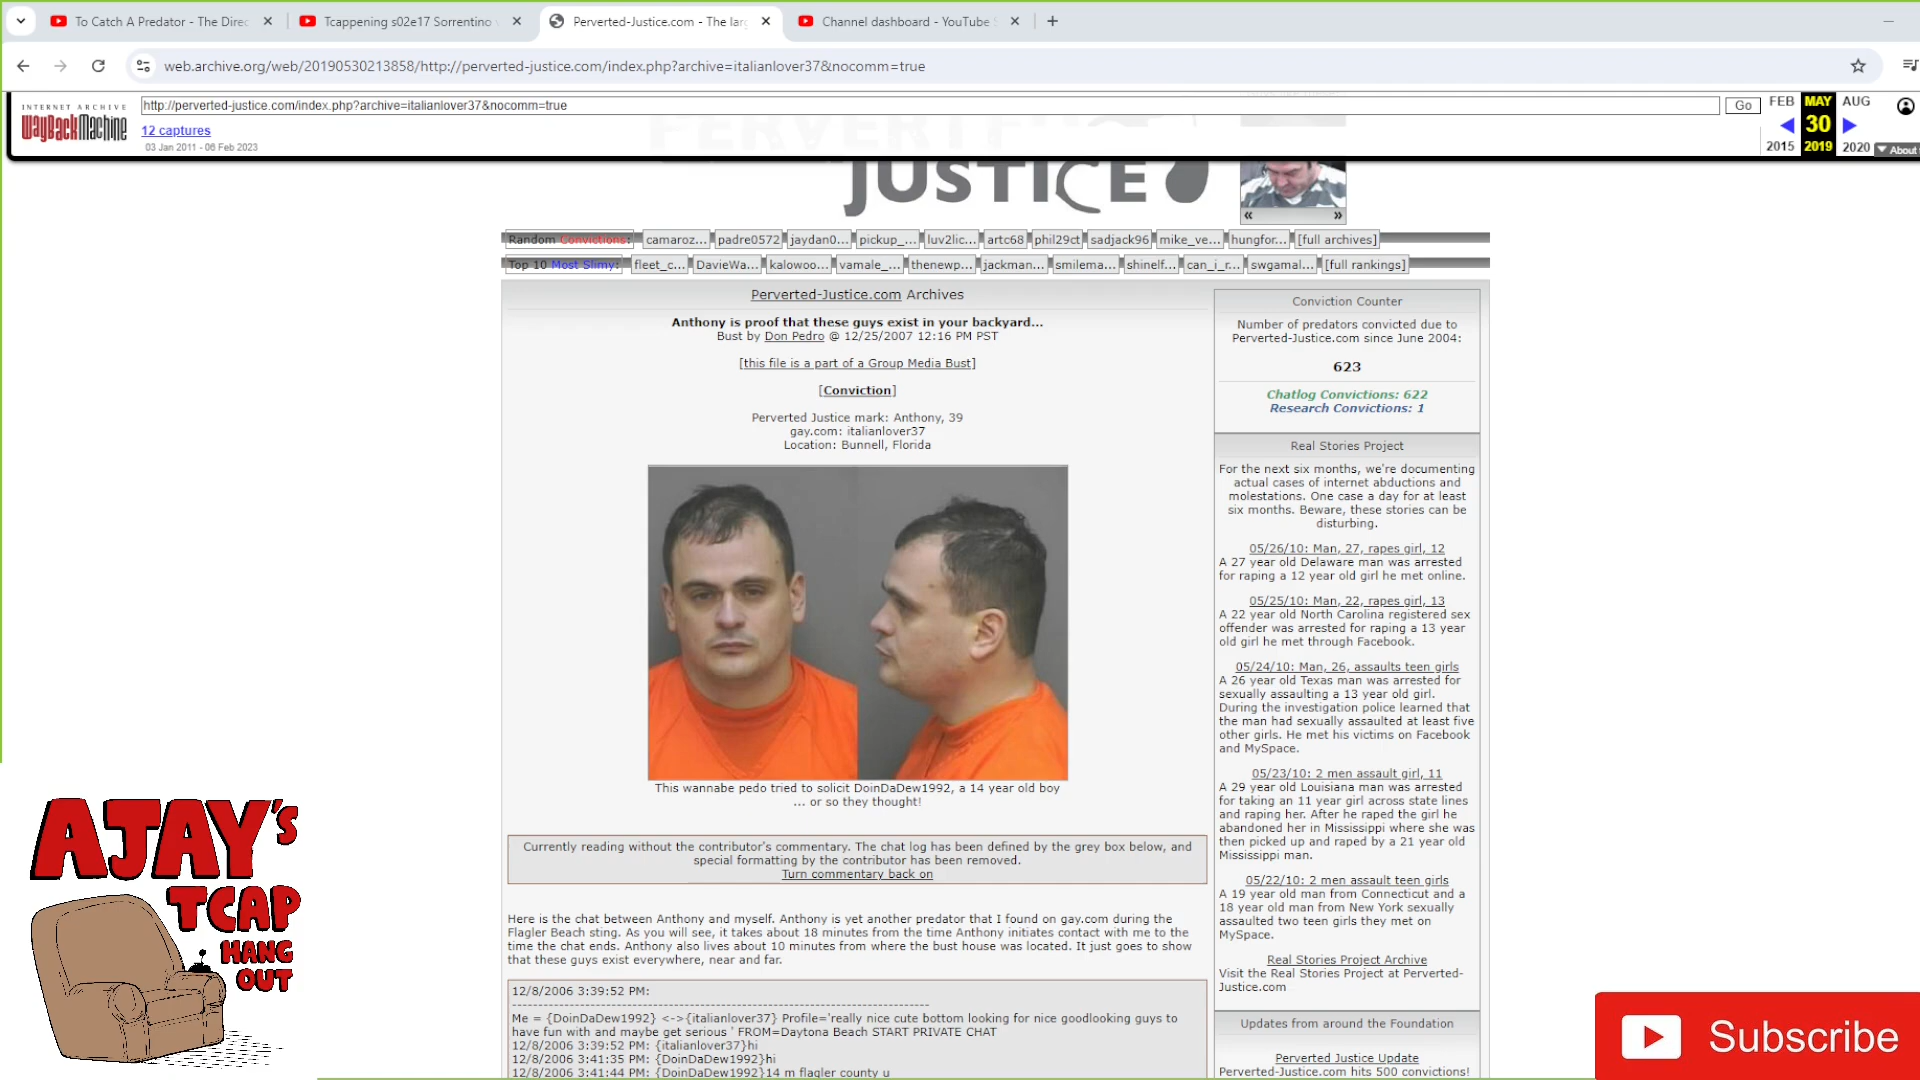 To Catch A Predator - The Direc
Tcappening s02e17 Sorrentino
Perverted-Justice.com - The lar
Channel dashboard - YouTube
web.archive.org/web/20190530213858/http://perverted-justice.com/index.php?archive=italianlover37&nocomm=true
INTERNET ARCHIVE
WayBackMachine
http://perverted-justice.com/index.php?archive=italianlover37&nocomm=true
Go
FEB MAY AUG
12 captures
30
03 Jan 2011 - 06 Feb 2023
2015 2019 2020
About
PERVERTED
JUSTICE
« »
Random Convictions: camaroz... padre0572 jaydan0... pickup_... luv2lic... artc68 phil29ct sadjack96 mike_ve... hungfor... [full archives]
Top 10 Most Slimy: fleet_c... DavieWa... kalowoo... vamale_... thenewp... jackman... smilema... shinelf... can_i_r... swgamal... [full rankings]
Perverted-Justice.com Archives
Anthony is proof that these guys exist in your backyard...
Bust by Don Pedro @ 12/25/2007 12:16 PM PST
[this file is a part of a Group Media Bust]
[Conviction]
Perverted Justice mark: Anthony, 39
gay.com: italianlover37
Location: Bunnell, Florida
This wannabe pedo tried to solicit DoinDaDew1992, a 14 year old boy
... or so they thought!
Currently reading without the contributor's commentary. The chat log has been defined by the grey box below, and
special formatting by the contributor has been removed.
Turn commentary back on
Here is the chat between Anthony and myself. Anthony is yet another predator that I found on gay.com during the
Flagler Beach sting. As you will see, it takes about 18 minutes from the time Anthony initiates contact with me to the
time the chat ends. Anthony also lives about 10 minutes from where the bust house was located. It just goes to show
that these guys exist everywhere, near and far.
12/8/2006 3:39:52 PM:
--------------------------------------------------------------------------------
Me = {DoinDaDew1992} <->{italianlover37} Profile='really nice cute bottom looking for nice goodlooking guys to
have fun with and maybe get serious ' FROM=Daytona Beach START PRIVATE CHAT
12/8/2006 3:39:52 PM: {italianlover37}hi
12/8/2006 3:41:35 PM: {DoinDaDew1992}hi
12/8/2006 3:41:44 PM: {DoinDaDew1992}14 m flagler county u
Conviction Counter
Number of predators convicted due to
Perverted-Justice.com since June 2004:
623
Chatlog Convictions: 622
Research Convictions: 1
Real Stories Project
For the next six months, we're documenting
actual cases of internet abductions and
molestations. One case a day for at least
six months. Beware, these stories can be
disturbing.
05/26/10: Man, 27, rapes girl, 12
A 27 year old Delaware man was arrested
for raping a 12 year old girl he met online.
05/25/10: Man, 22, rapes girl, 13
A 22 year old North Carolina registered sex
offender was arrested for raping a 13 year
old girl he met through Facebook.
05/24/10: Man, 26, assaults teen girls
A 26 year old Texas man was arrested for
sexually assaulting a 13 year old girl.
During the investigation police learned that
the man had sexually assaulted at least five
other girls. He met his victims on Facebook
and MySpace.
05/23/10: 2 men assault girl, 11
A 29 year old Louisiana man was arrested
for taking an 11 year girl across state lines
and raping her. After he raped the girl he
abandoned her in Mississippi where she was
then picked up and raped by a 21 year old
Mississippi man.
05/22/10: 2 men assault teen girls
A 19 year old man from Connecticut and a
18 year old man from New York sexually
assaulted two teen girls they met on
MySpace.
Real Stories Project Archive
Visit the Real Stories Project at Perverted-
Justice.com
Updates from around the Foundation
Perverted Justice Update
Perverted-Justice.com hits 500 convictions!
AJAY's
TCAP
HANG
OUT
Subscribe